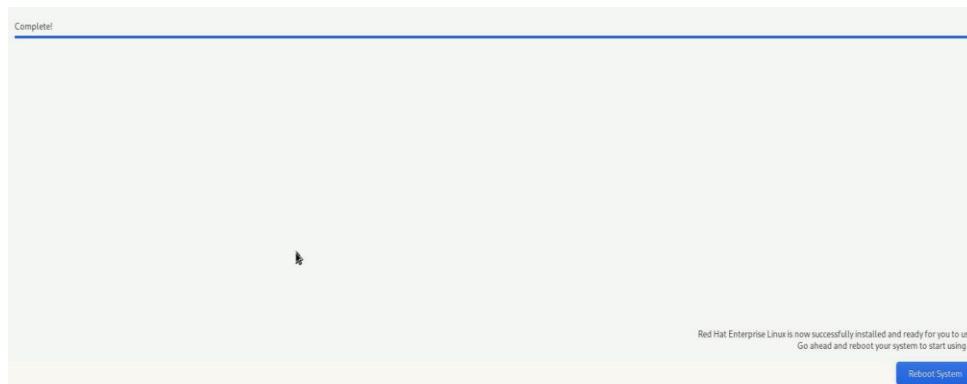 Complete!
Red Hat Enterprise Linux is now successfully installed and ready for you to us
Go ahead and reboot your system to start using
Reboot System